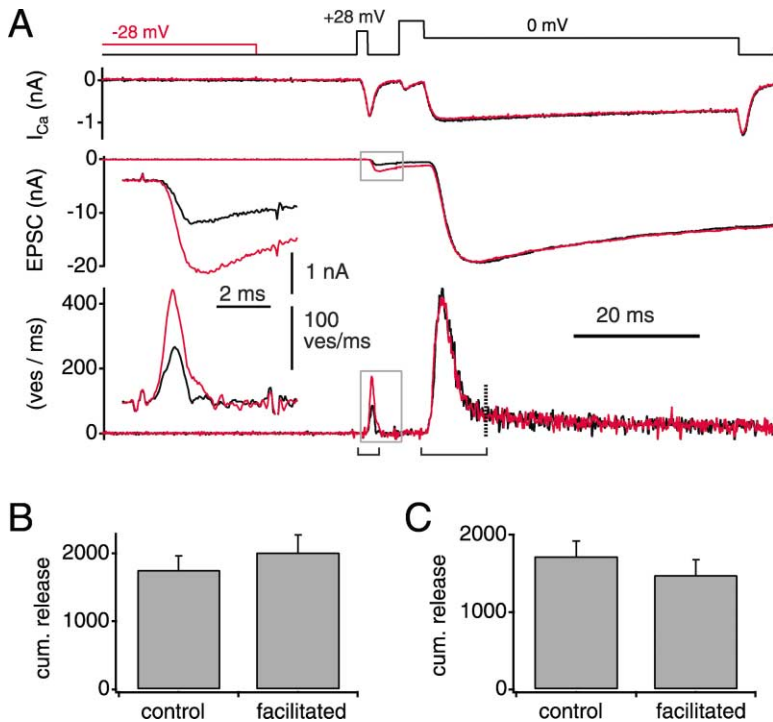 A
-28 mV
+28 mV
0 mV
I Ca (nA)
0
-1
EPSC (nA)
0
-10
-20
1 nA
2 ms
100
ves/ms
20 ms
(ves / ms)
400
200
0
B
cum. release
2000
1000
0
control
facilitated
C
cum. release
2000
1000
0
control
facilitated